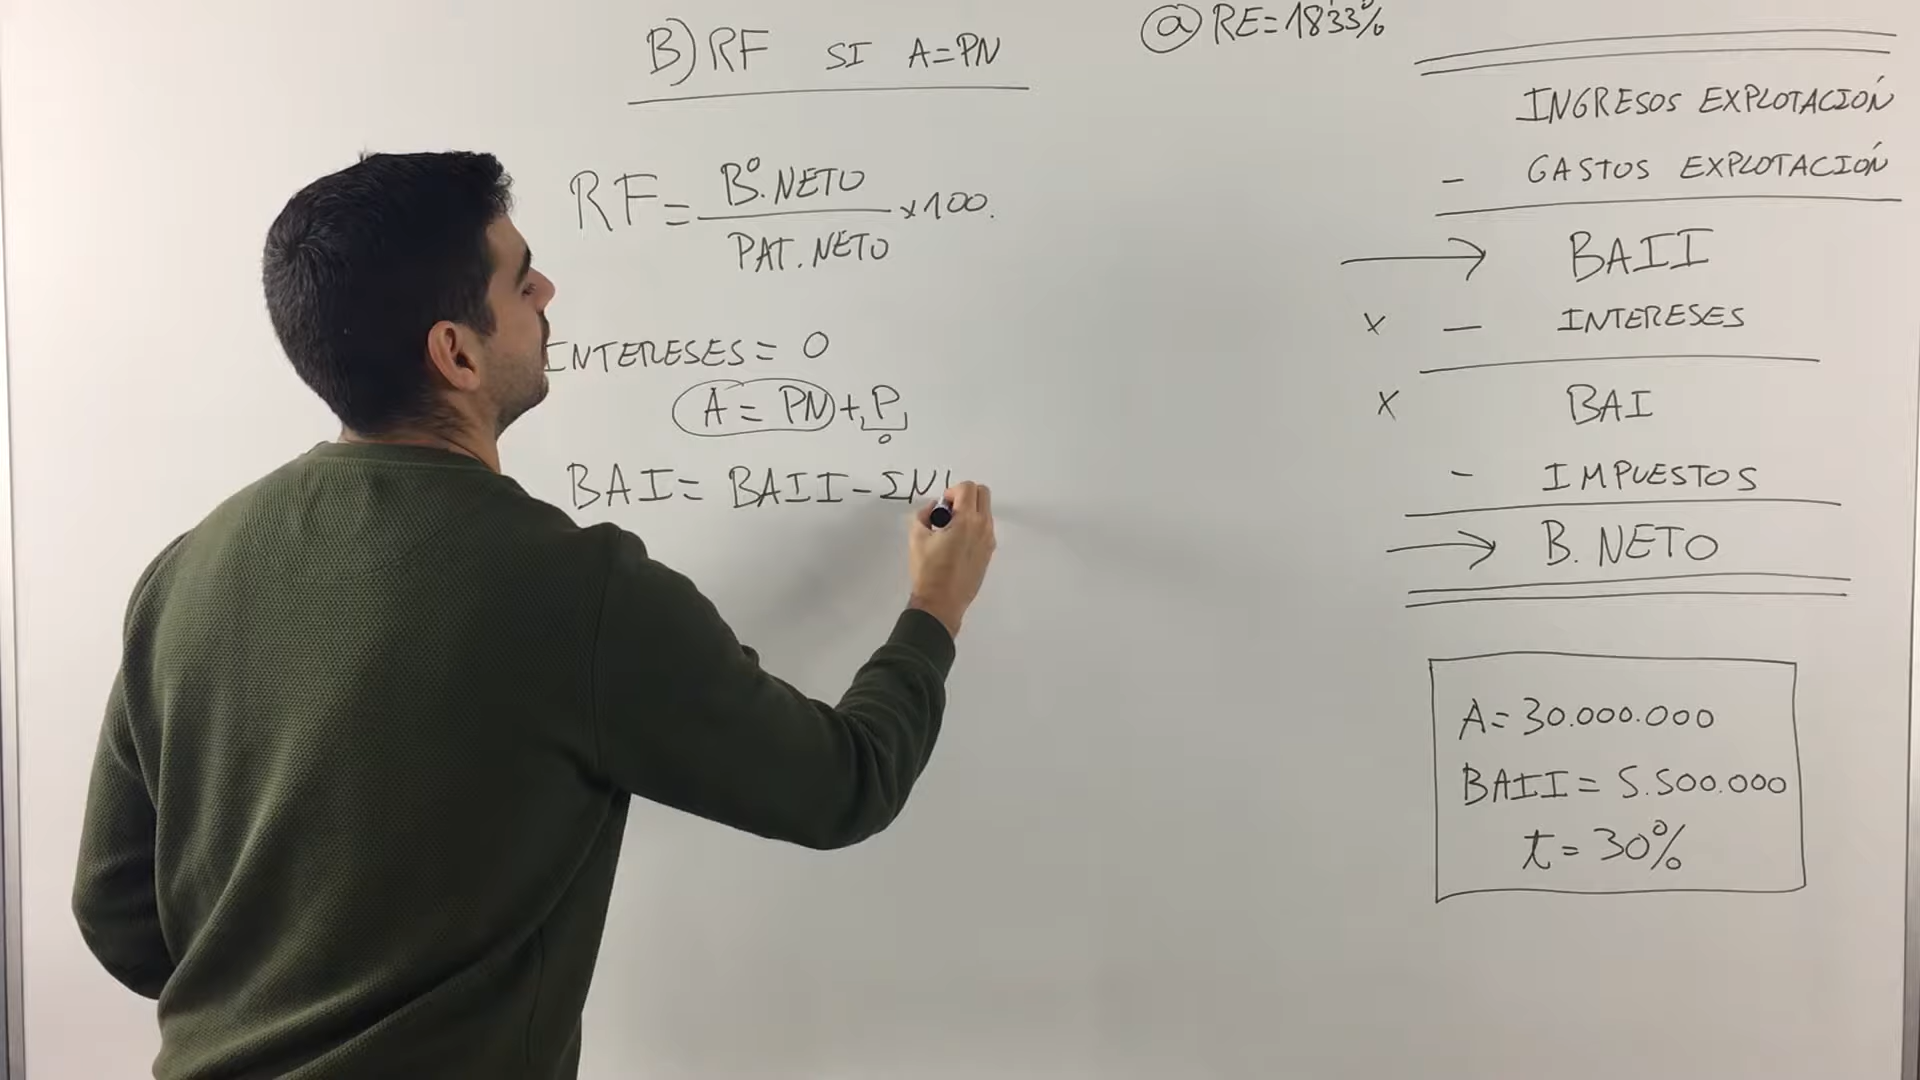 B) RF SI A=PN
RF = Bº.NETO / PAT. NETO x100.
INTERESES = 0
A = PN + P
0
BAI = BAII - IN
@ RE=18'33%
INGRESOS EXPLOTACIÓN
- GASTOS EXPLOTACIÓN
→ BAII
x - INTERESES
x BAI
- IMPUESTOS
→ B. NETO
A= 30.000.000
BAII = 5.500.000
t = 30%